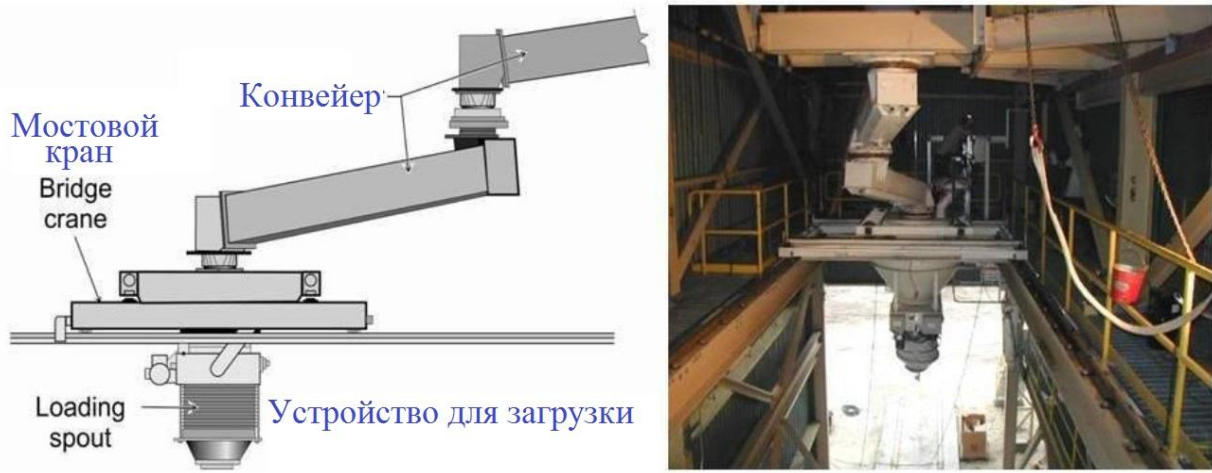 Конвейер
Мостовой
кран
Bridge
crane
Loading
spout
Устройство для загрузки